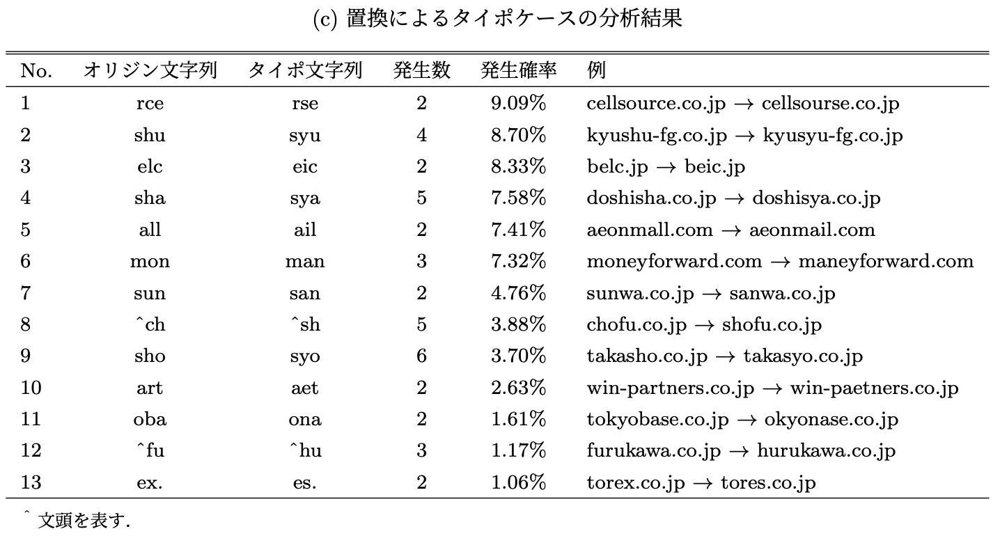 (c) 置換によるタイポケースの分析結果
No. オリジン文字列 タイポ文字列 発生数 発生確率 例
1 rce rse 2 9.09% cellsource.co.jp → cellsourse.co.jp
2 shu syu 4 8.70% kyushu-fg.co.jp → kyusyu-fg.co.jp
3 elc eic 2 8.33% belc.jp → beic.jp
4 sha sya 5 7.58% doshisha.co.jp → doshisya.co.jp
5 all ail 2 7.41% aeonmall.com → aeonmail.com
6 mon man 3 7.32% moneyforward.com → maneyforward.com
7 sun san 2 4.76% sunwa.co.jp → sanwa.co.jp
8 ^ch ^sh 5 3.88% chofu.co.jp → shofu.co.jp
9 sho syo 6 3.70% takasho.co.jp → takasyo.co.jp
10 art aet 2 2.63% win-partners.co.jp → win-paetners.co.jp
11 oba ona 2 1.61% tokyobase.co.jp → okyonase.co.jp
12 ^fu ^hu 3 1.17% furukawa.co.jp → hurukawa.co.jp
13 ex. es. 2 1.06% torex.co.jp → tores.co.jp
^ 文頭を表す.